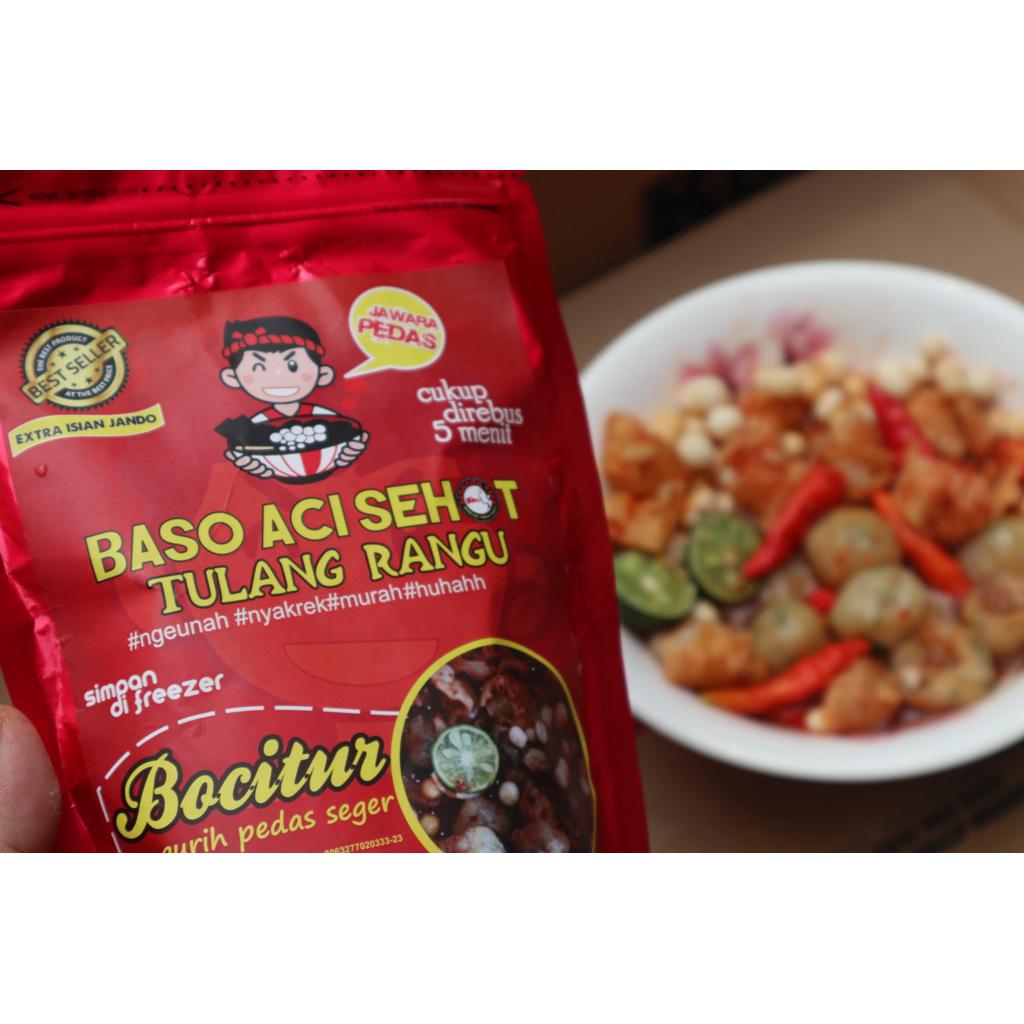 THE BEST PRODUCT
BEST SELLER
AT THE BEST PRICE
EXTRA ISIAN JANDO
JAWARA
PEDAS
cukup
direbus
5 menit
BASO ACI SEHOT
TULANG RANGU
#ngeunah #nyakrek#murah#huhahh
simpan
di freezer
Bocitur
gurih pedas seger